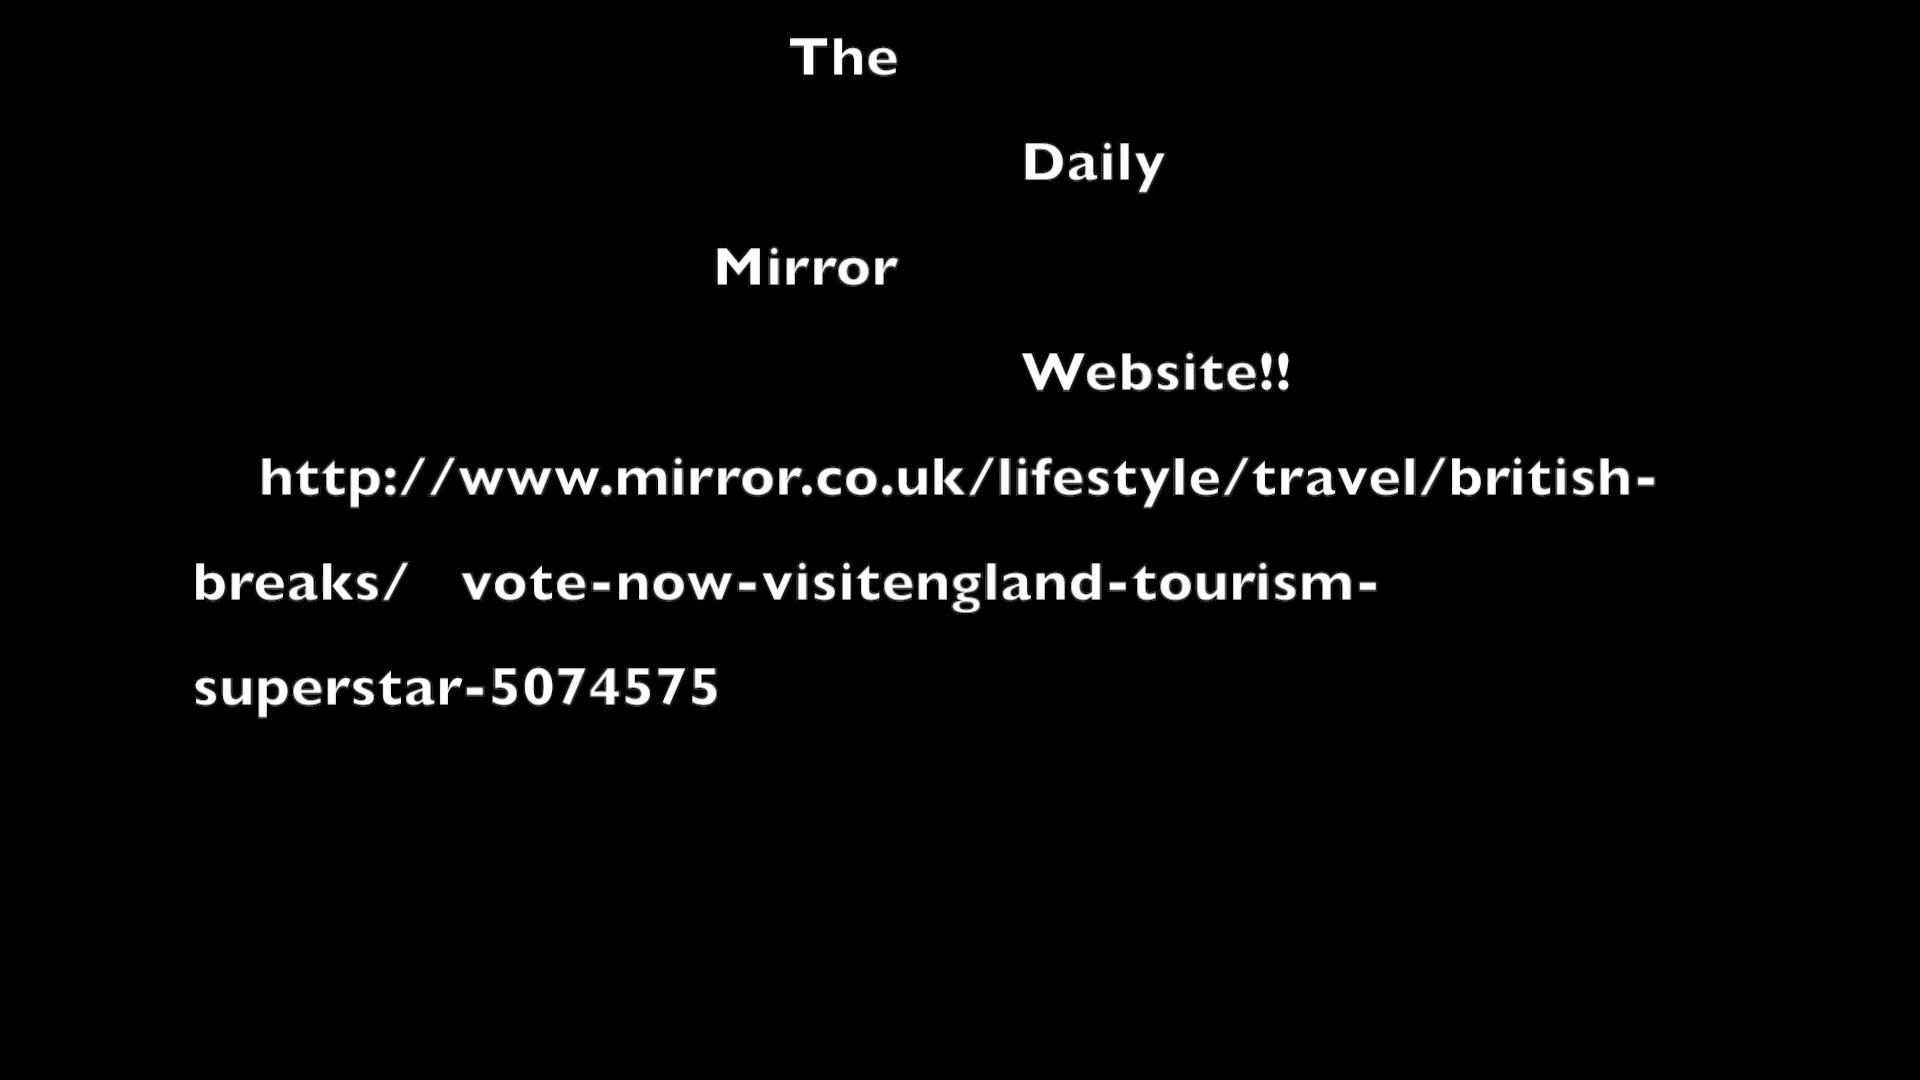 The
Daily
Mirror
Website!!
http://www.mirror.co.uk/lifestyle/travel/british-
breaks/ vote-now-visitengland-tourism-
superstar-5074575